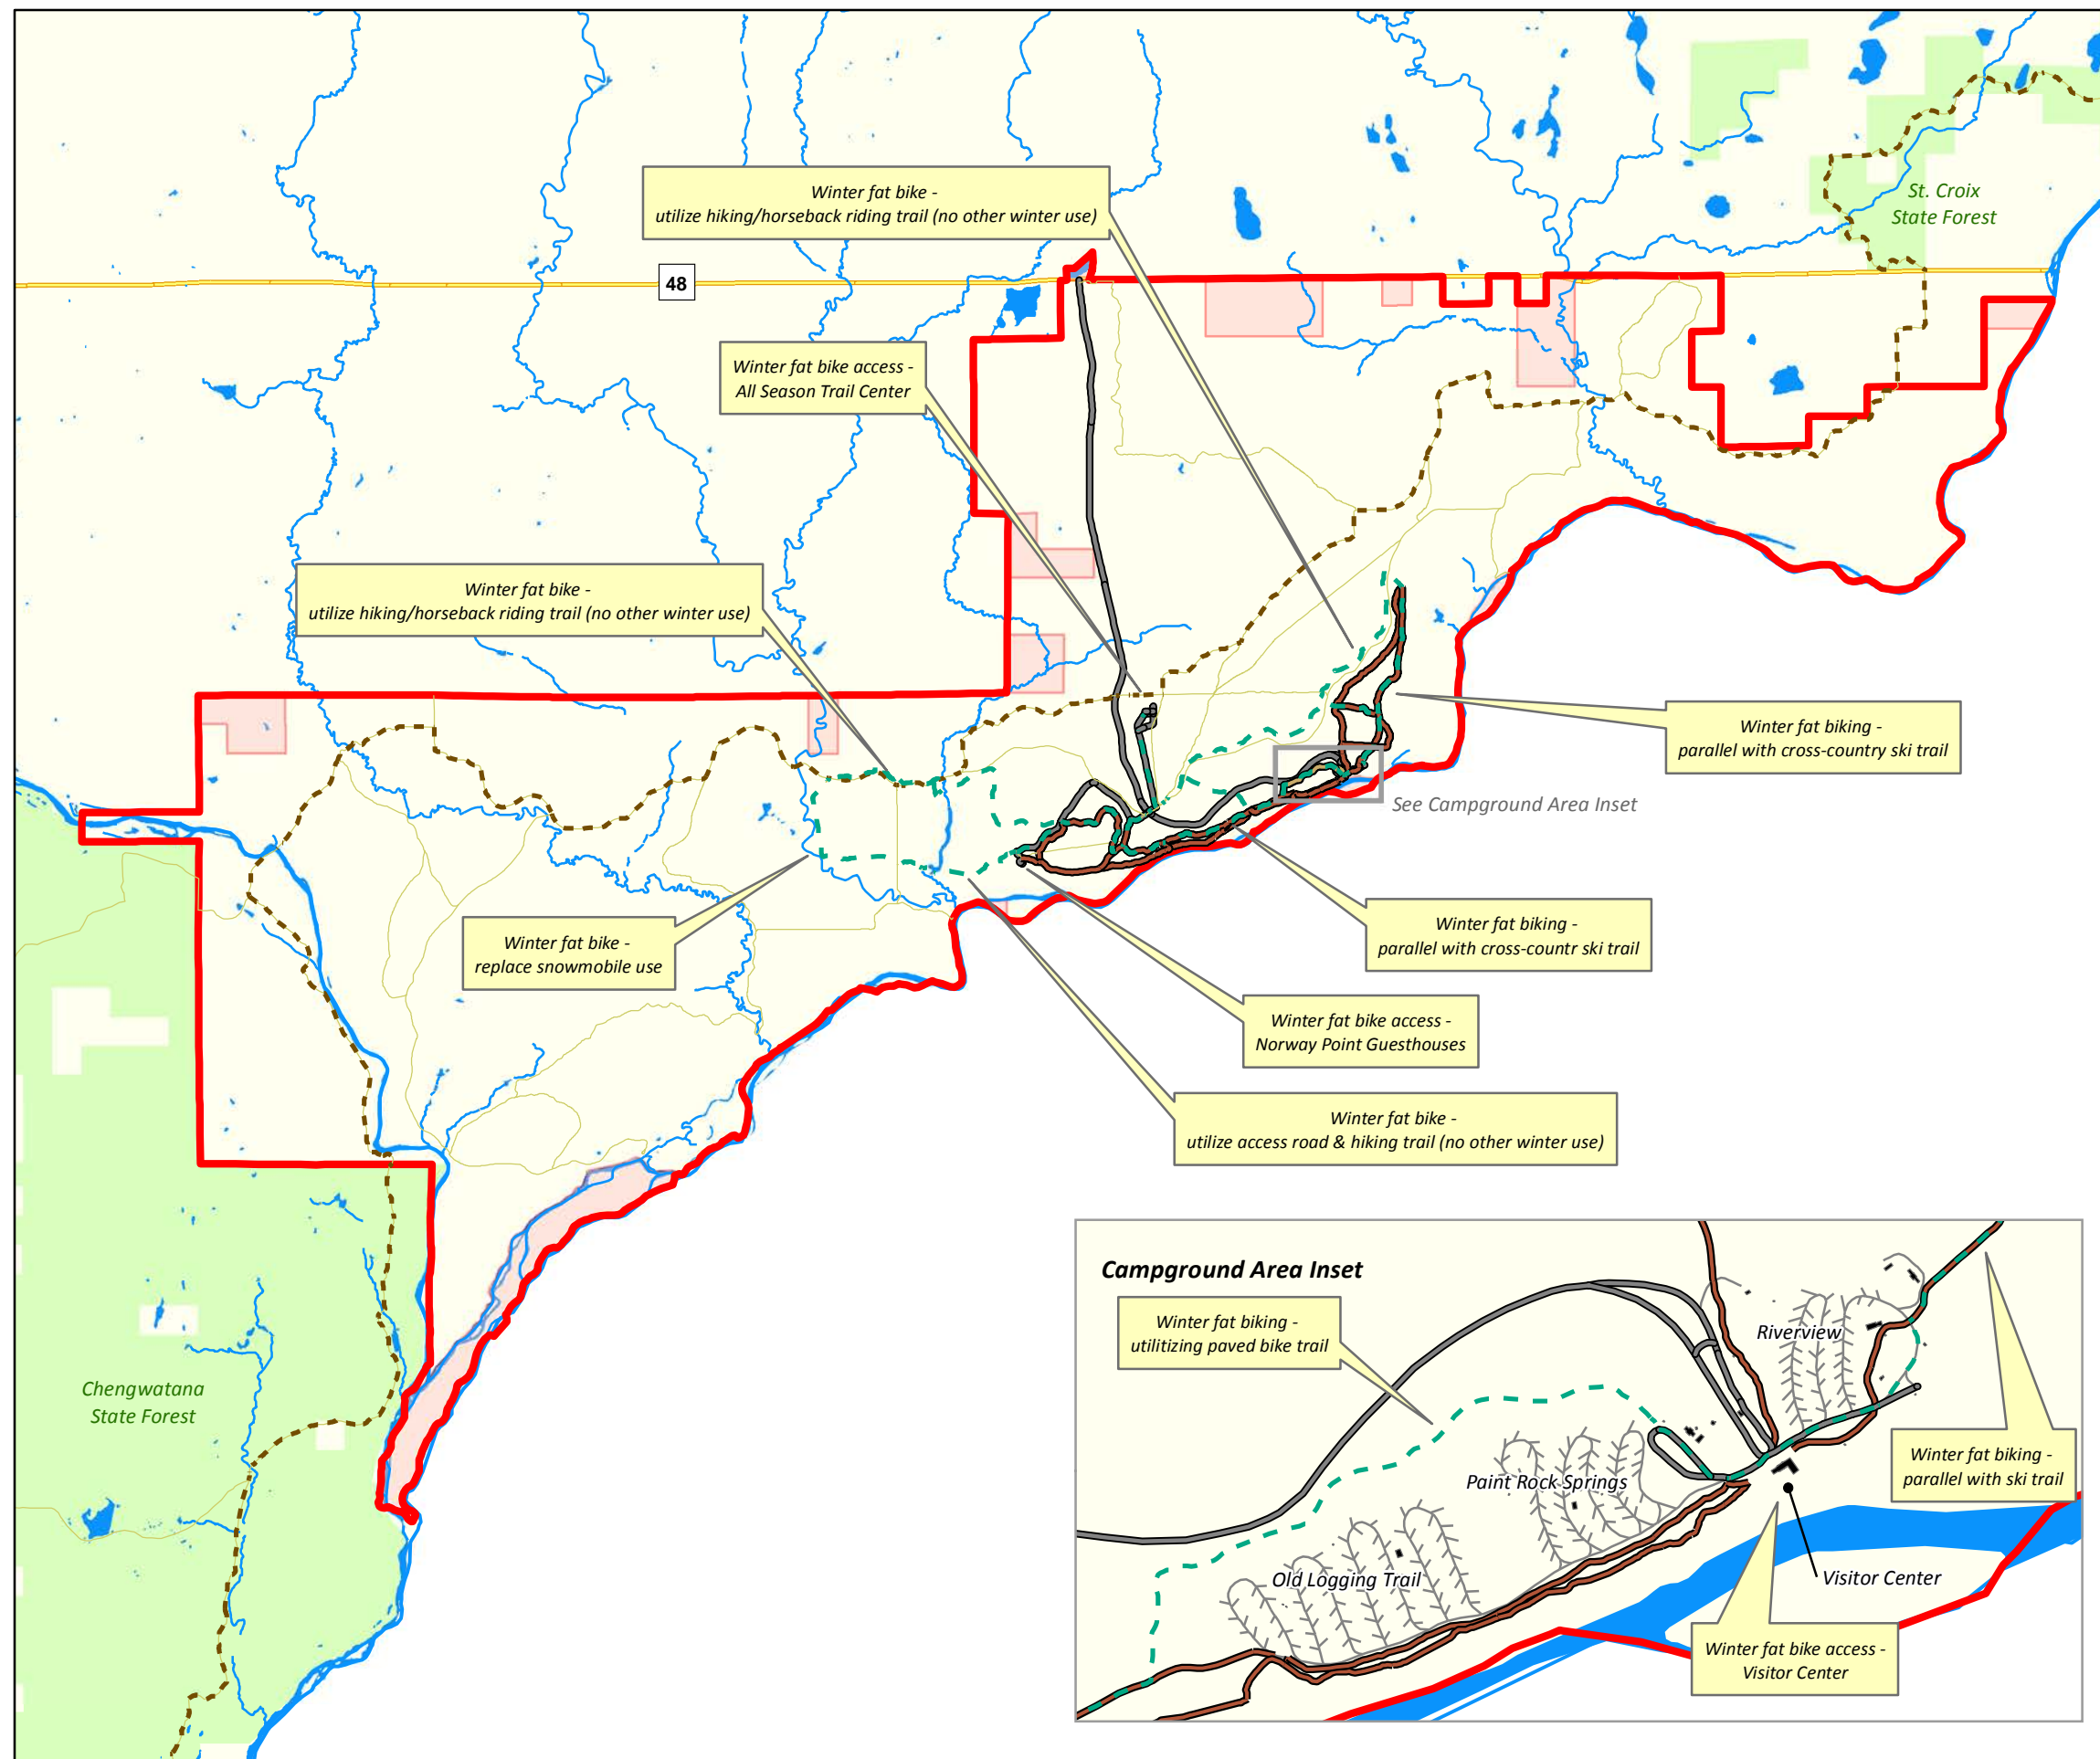 Winter fat bike -
utilize hiking/horseback riding trail (no other winter use)
St. Croix
State Forest
48
Winter fat bike access -
All Season Trail Center
Winter fat bike -
utilize hiking/horseback riding trail (no other winter use)
Winter fat biking -
parallel with cross-country ski trail
See Campground Area Inset
Winter fat bike -
replace snowmobile use
Winter fat biking -
parallel with cross-countr ski trail
Winter fat bike access -
Norway Point Guesthouses
Winter fat bike -
utilize access road & hiking trail (no other winter use)
Chengwatana
State Forest
Campground Area Inset
Winter fat biking -
utilitizing paved bike trail
Riverview
Winter fat biking -
parallel with ski trail
Paint Rock Springs
Old Logging Trail
Visitor Center
Winter fat bike access -
Visitor Center